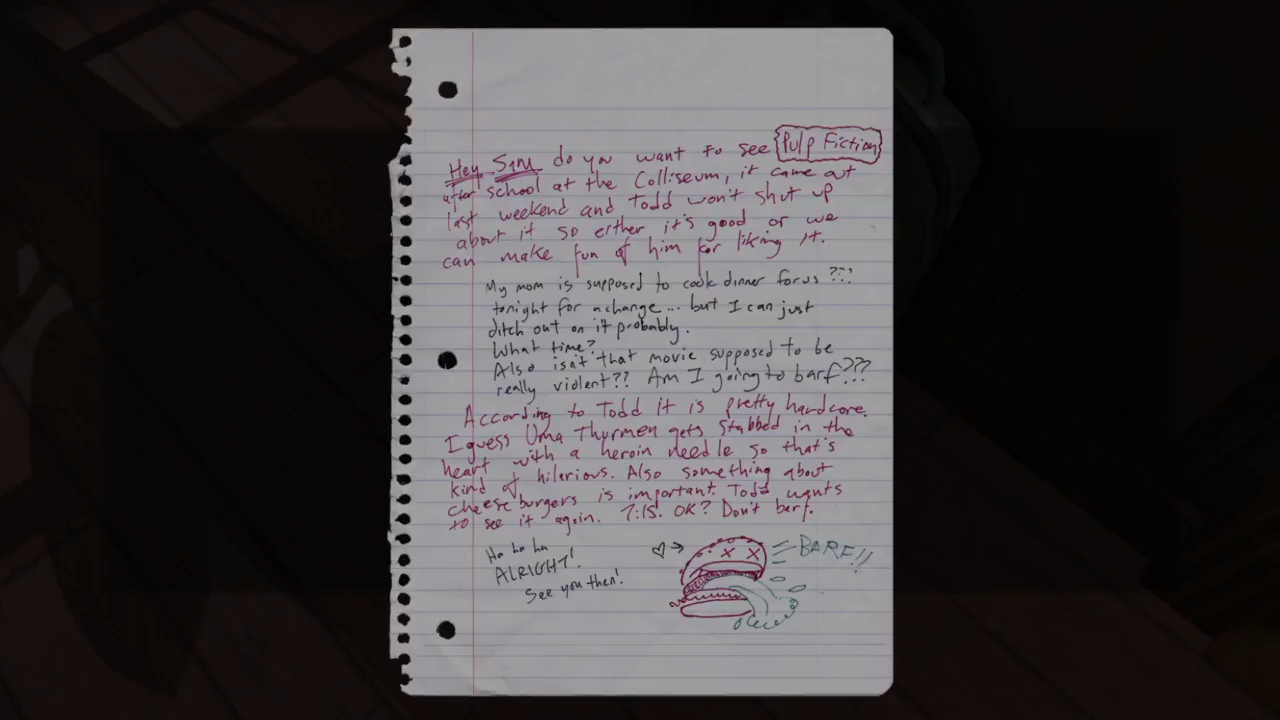 Hey Sam do you want to see Pulp Fiction
after school at the Colliseum, it came out
last weekend and Todd won't shut up
about it so either it's good or we
can make fun of him for liking it.
My mom is supposed to cook dinner for us ???
tonight for a change... but I can just
ditch out on it probably.
What time?
Also isn't that movie supposed to be
really violent?? Am I going to barf???
According to Todd it is pretty hardcore.
I guess Uma Thurmen gets stabbed in the
heart with a heroin needle so that's
kind of hilarious. Also something about
cheeseburgers is important. Todd wants
to see it again. 7:15. OK? Don't barf.
Ha ha ha
ALRIGHT!
See you then!
BARF!!